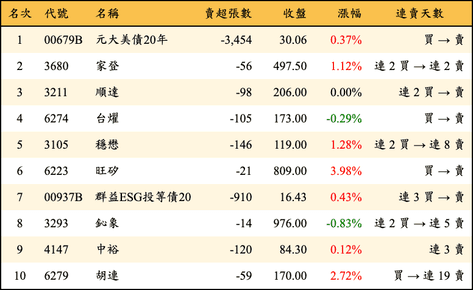 名次 代號 名稱 賣超張數 收盤 漲幅 連賣天數
1 00679B 元大美債20年 -3,454 30.06 0.37% 買 → 賣
2 3680 家登 -56 497.50 1.12% 連 2 買 → 連 2 賣
3 3211 順達 -98 206.00 0.00% 連 2 買 → 賣
4 6274 台燿 -105 173.00 -0.29% 買 → 賣
5 3105 穩懋 -146 119.00 1.28% 連 2 買 → 連 8 賣
6 6223 旺矽 -21 809.00 3.98% 買 → 賣
7 00937B 群益ESG投等債20 -910 16.43 0.43% 連 3 買 → 賣
8 3293 鈊象 -14 976.00 -0.83% 連 2 買 → 連 5 賣
9 4147 中裕 -120 84.30 0.12% 連 3 賣
10 6279 胡連 -59 170.00 2.72% 買 → 連 19 賣